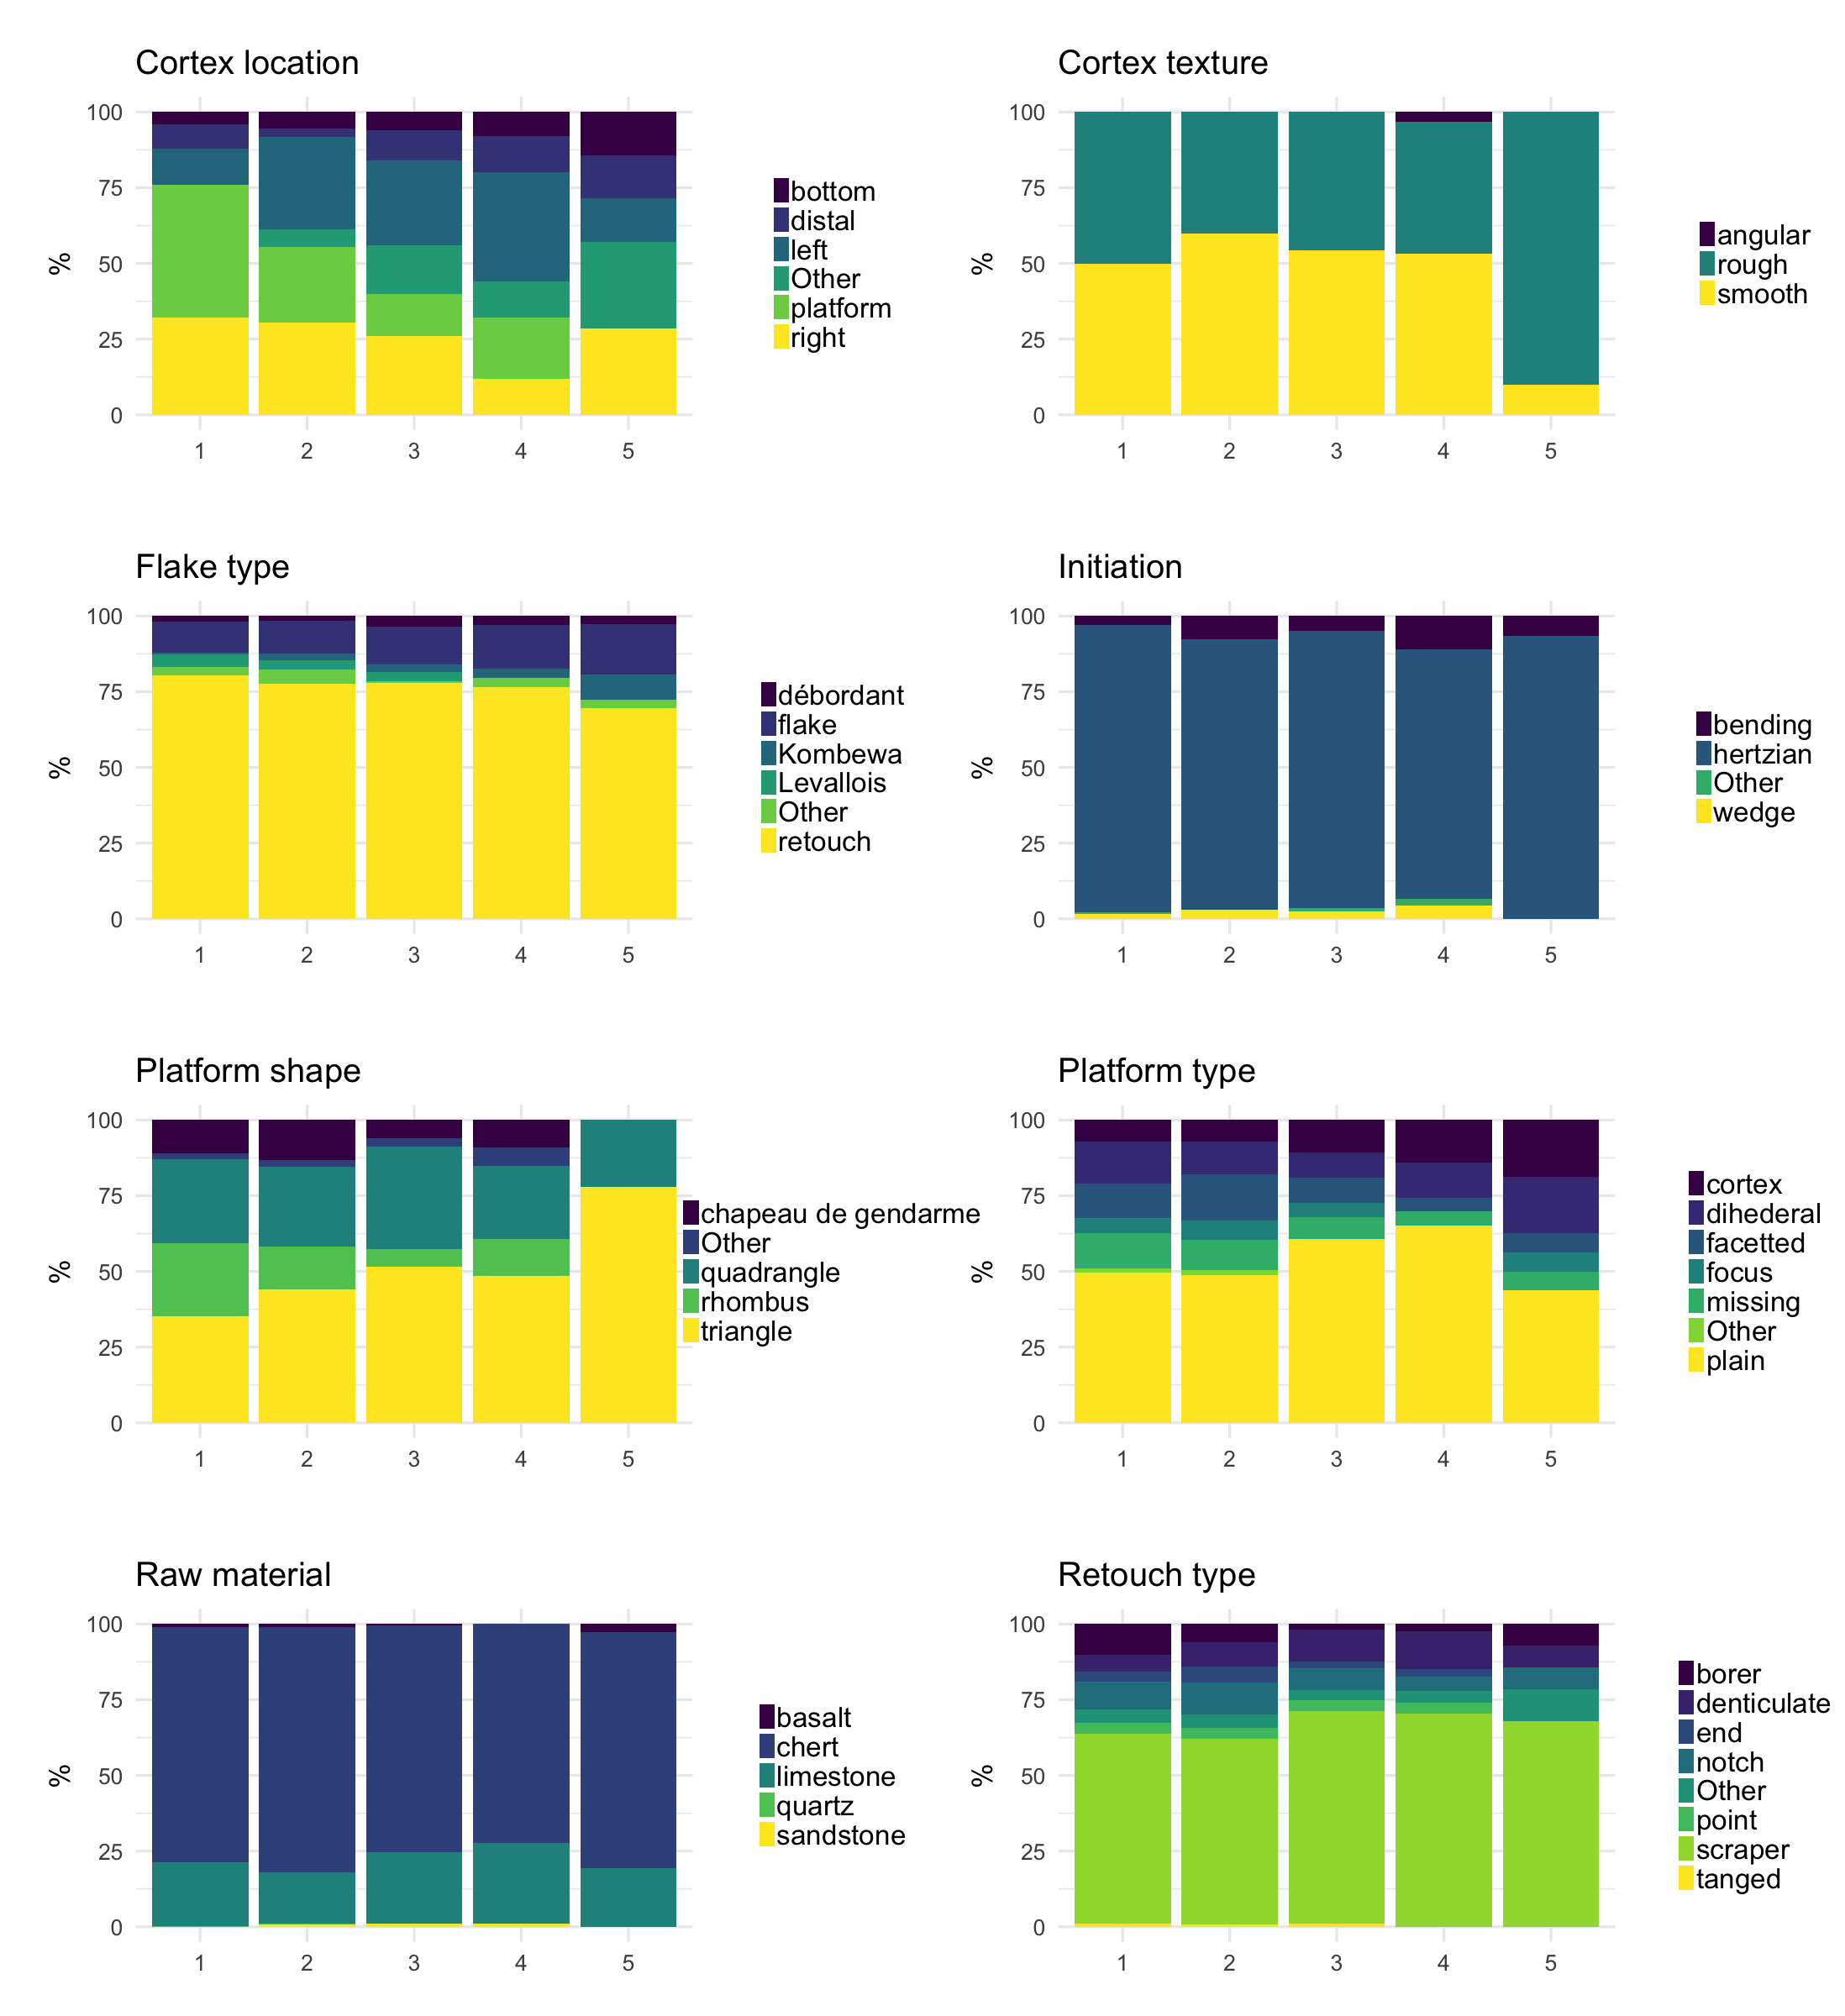 Cortex location
100
75
50
25
0
%
1 2 3 4 5
bottom
distal
left
Other
platform
right
Cortex texture
100
75
50
25
0
%
1 2 3 4 5
angular
rough
smooth
Flake type
100
75
50
25
0
%
1 2 3 4 5
débordant
flake
Kombewa
Levallois
Other
retouch
Initiation
100
75
50
25
0
%
1 2 3 4 5
bending
hertzian
Other
wedge
Platform shape
100
75
50
25
0
%
1 2 3 4 5
chapeau de gendarme
Other
quadrangle
rhombus
triangle
Platform type
100
75
50
25
0
%
1 2 3 4 5
cortex
dihederal
facetted
focus
missing
Other
plain
Raw material
100
75
50
25
0
%
1 2 3 4 5
basalt
chert
limestone
quartz
sandstone
Retouch type
100
75
50
25
0
%
1 2 3 4 5
borer
denticulate
end
notch
Other
point
scraper
tanged